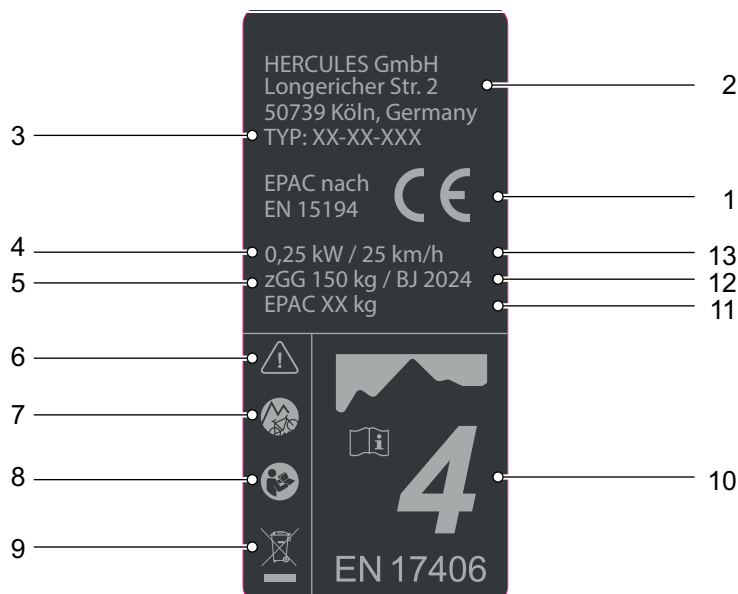 HERCULES GmbH
Longericher Str. 2
50739 Köln, Germany
TYP: XX-XX-XXX
EPAC nach
EN 15194
CE
0,25 kW / 25 km/h
zGG 150 kg / BJ 2024
EPAC XX kg
4
EN 17406
3
4
5
6
7
8
9
2
1
13
12
11
10